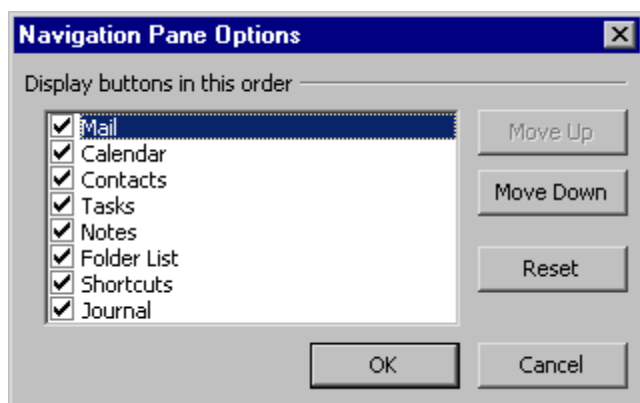 Navigation Pane Options
Display buttons in this order
Mail
Calendar
Contacts
Tasks
Notes
Folder List
Shortcuts
Journal
Move Up
Move Down
Reset
OK
Cancel